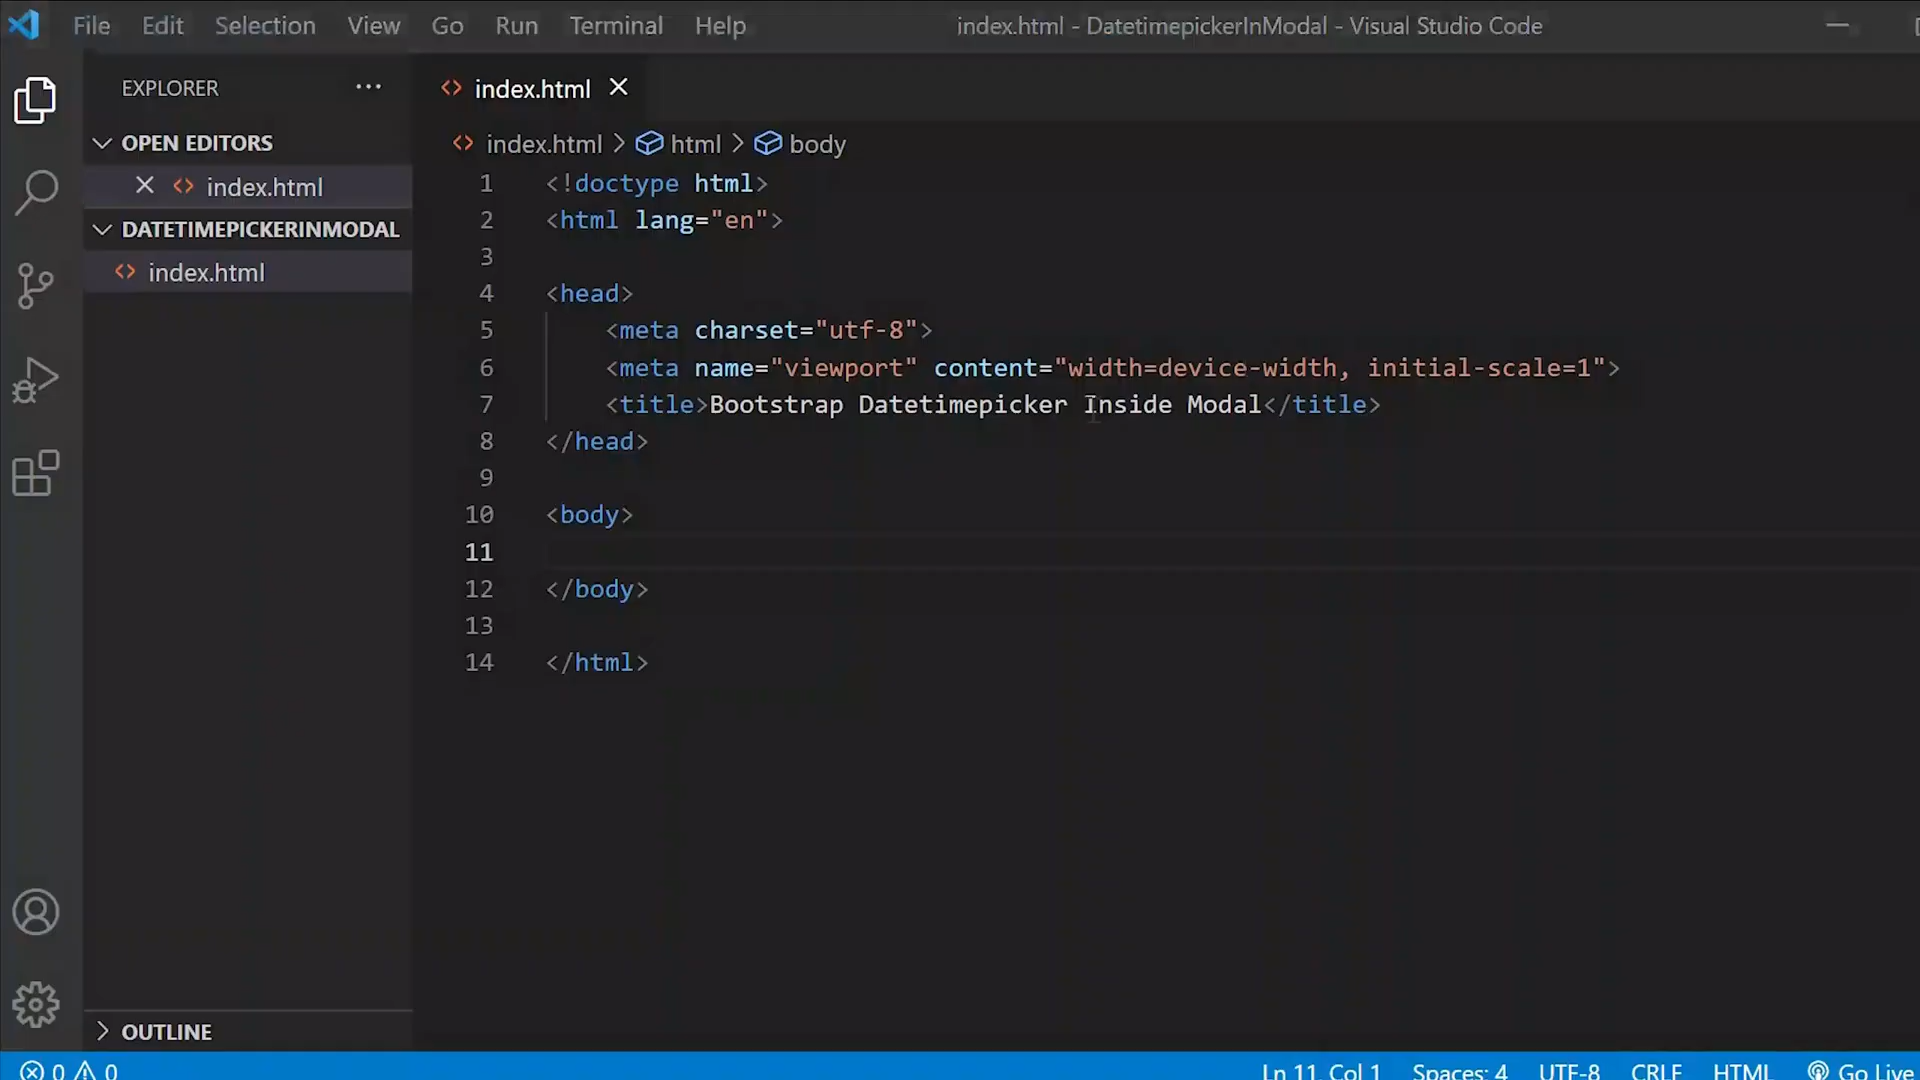 File Edit Selection View Go Run Terminal Help index.html - DatetimepickerInModal - Visual Studio Code
EXPLORER ···
OPEN EDITORS
index.html
DATETIMEPICKERINMODAL
index.html
OUTLINE
index.html
index.html > html > body
1 <!doctype html>
2 <html lang="en">
3
4 <head>
5 <meta charset="utf-8">
6 <meta name="viewport" content="width=device-width, initial-scale=1">
7 <title>Bootstrap Datetimepicker Inside Modal</title>
8 </head>
9
10 <body>
11
12 </body>
13
14 </html>
0 0 Ln 11, Col 1 Spaces: 4 UTF-8 CRLF HTML Go Live